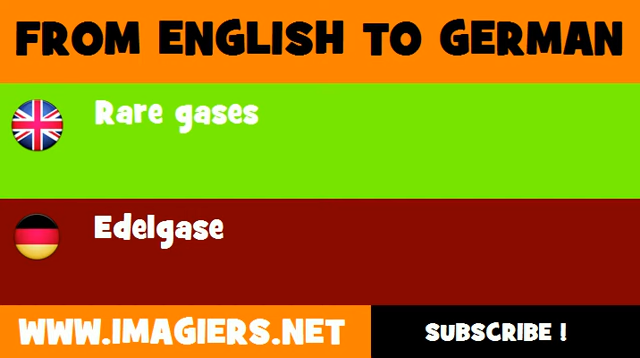 FROM ENGLISH TO GERMAN
Rare gases
Edelgase
WWW.IMAGIERS.NET
SUBSCRIBE !